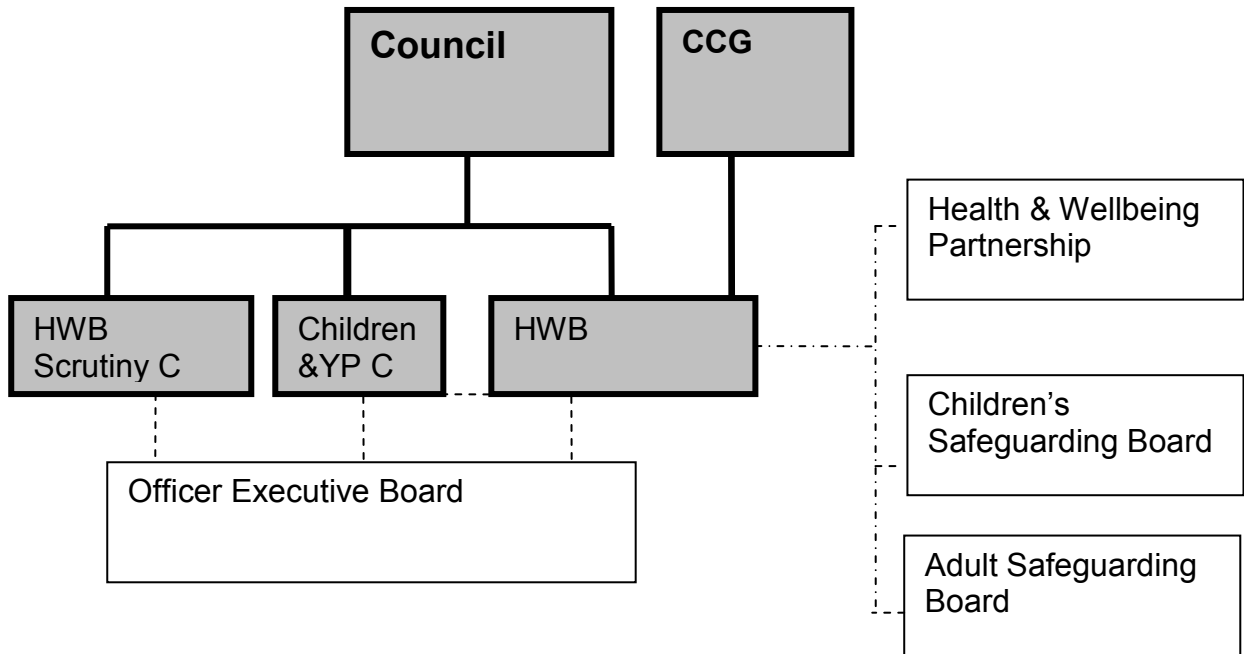 Council
CCG
Health & Wellbeing
Partnership
HWB
Scrutiny C
Children
&YP C
HWB
Children’s
Safeguarding Board
Officer Executive Board
Adult Safeguarding
Board